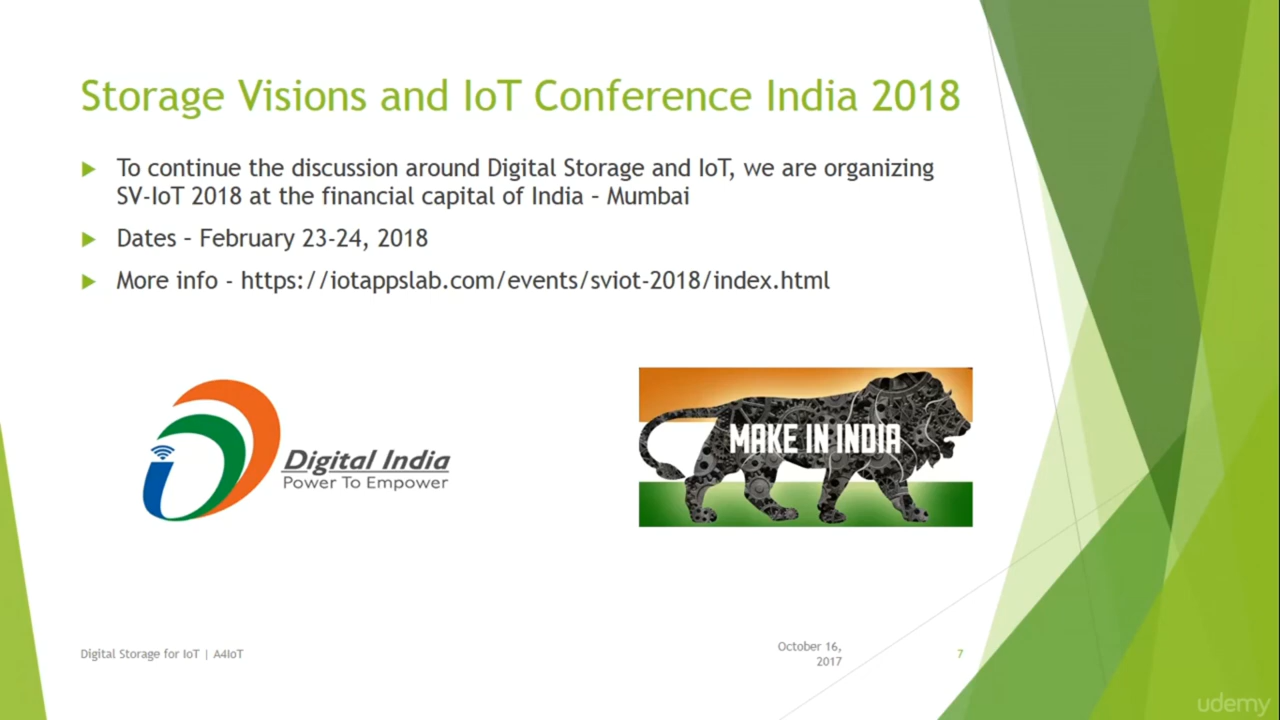 Storage Visions and IoT Conference India 2018
To continue the discussion around Digital Storage and IoT, we are organizing
SV-IoT 2018 at the financial capital of India – Mumbai
Dates – February 23-24, 2018
More info - https://iotappslab.com/events/sviot-2018/index.html
Digital India
Power To Empower
MAKE IN INDIA
Digital Storage for IoT | A4IoT
October 16,
2017
7
udemy